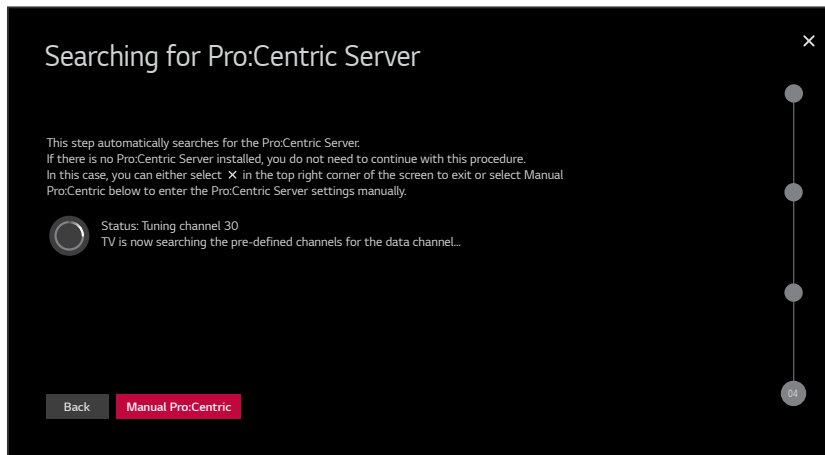 Searching for Pro:Centric Server
This step automatically searches for the Pro:Centric Server.
If there is no Pro:Centric Server installed, you do not need to continue with this procedure.
In this case, you can either select ✕ in the top right corner of the screen to exit or select Manual
Pro:Centric below to enter the Pro:Centric Server settings manually.
Status: Tuning channel 30
TV is now searching the pre-defined channels for the data channel...
Back
Manual Pro:Centric
04